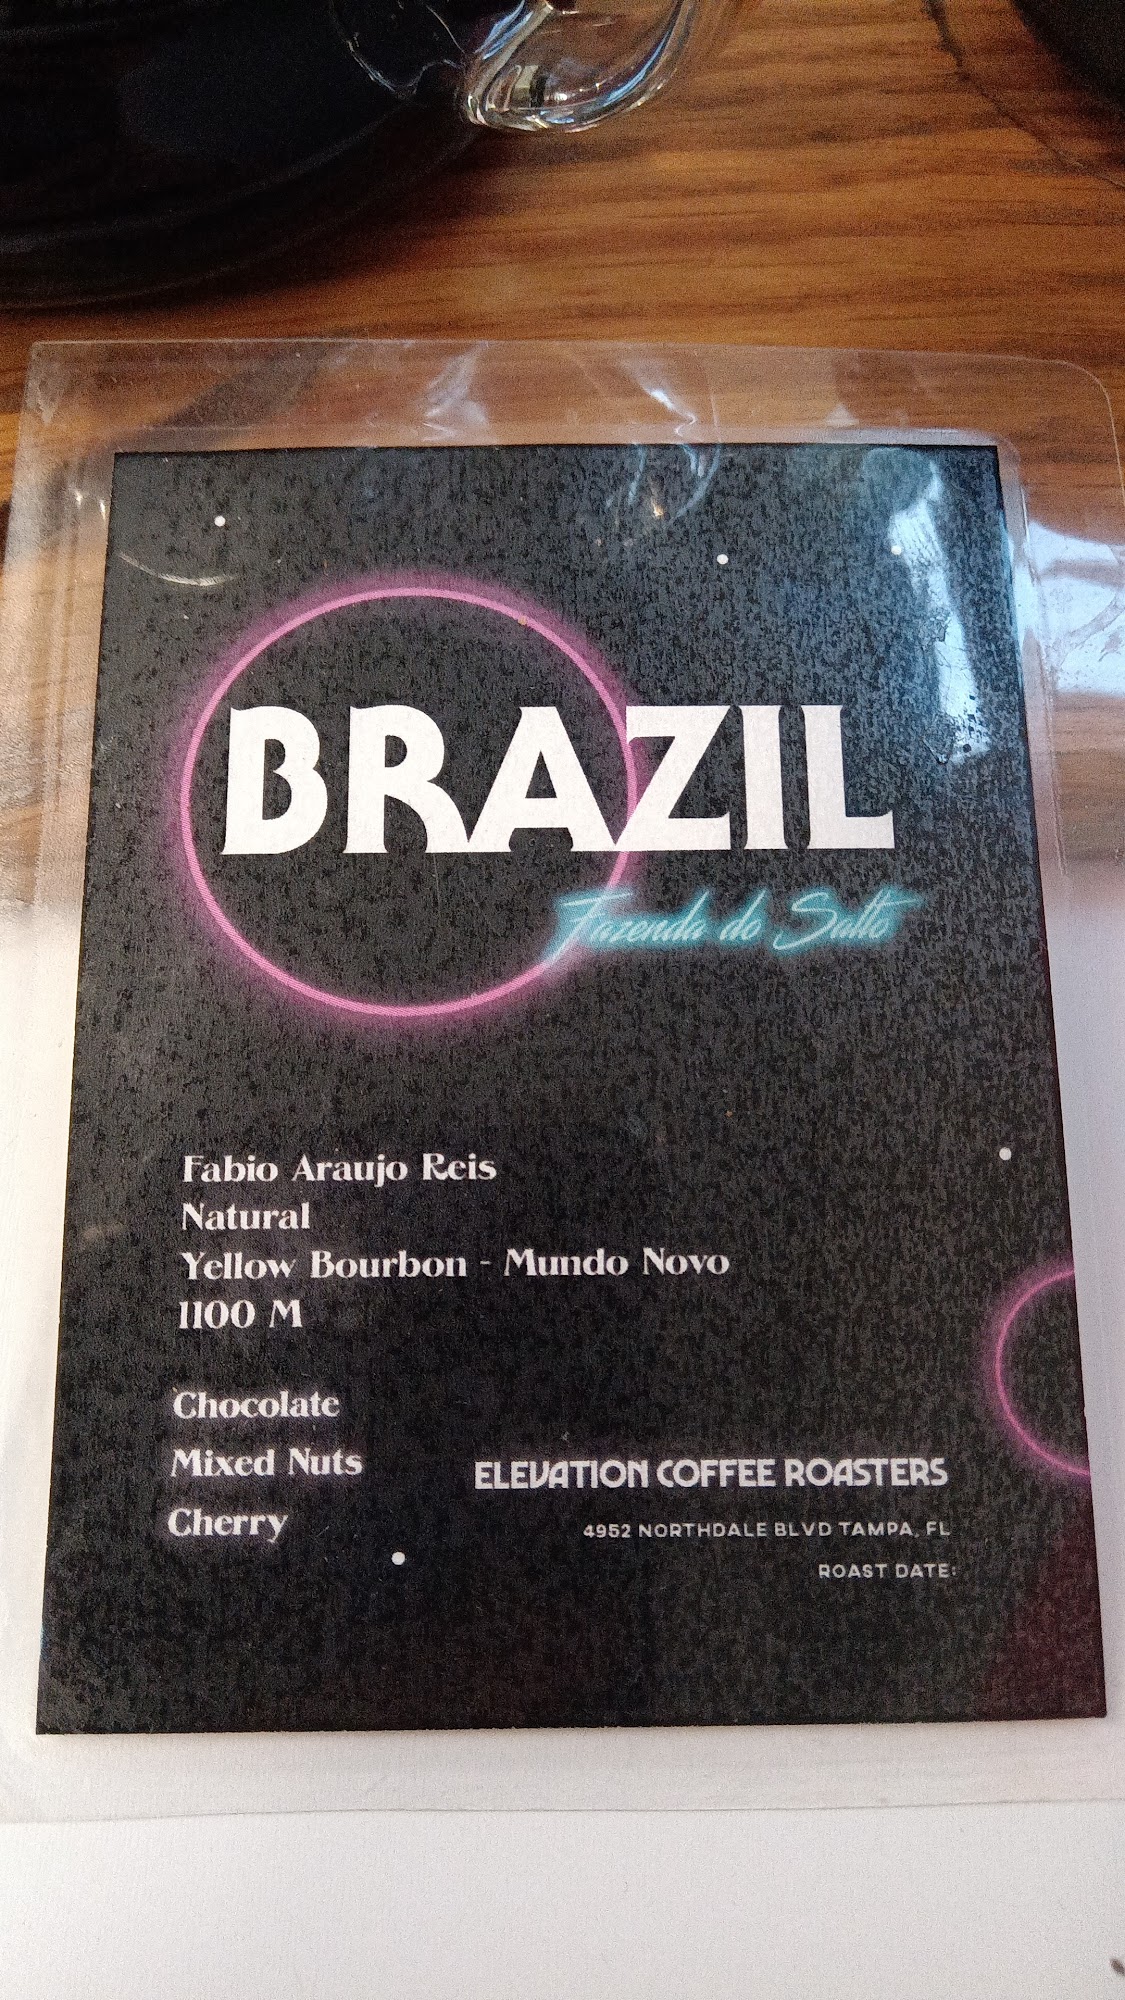 BRAZIL
Fazenda do Salto
Fabio Araujo Reis
Natural
Yellow Bourbon - Mundo Novo
1100 M
Chocolate
Mixed Nuts
Cherry
ELEVATION COFFEE ROASTERS
4952 NORTHDALE BLVD TAMPA, FL
ROAST DATE: